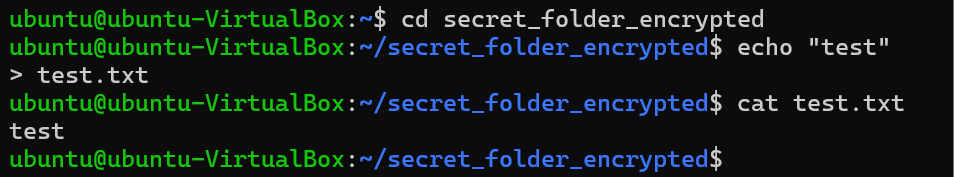 ubuntu@ubuntu-VirtualBox:~$ cd secret_folder_encrypted
ubuntu@ubuntu-VirtualBox:~/secret_folder_encrypted$ echo "test"
> test.txt
ubuntu@ubuntu-VirtualBox:~/secret_folder_encrypted$ cat test.txt
test
ubuntu@ubuntu-VirtualBox:~/secret_folder_encrypted$